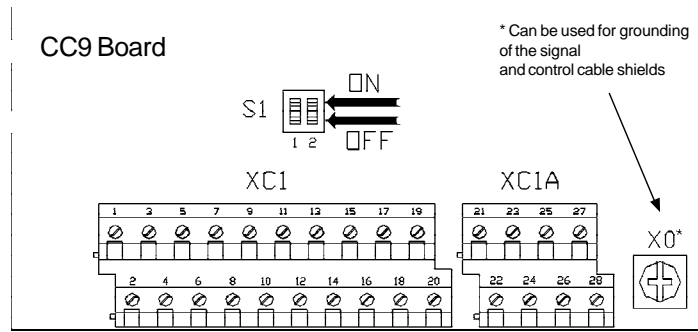 CC9 Board
* Can be used for grounding
of the signal
and control cable shields
ON
S1
1 2
OFF
XC1
XC1A
1 3 5 7 9 11 13 15 17 19
21 23 25 27
X0*
2 4 6 8 10 12 14 16 18 20
22 24 26 28